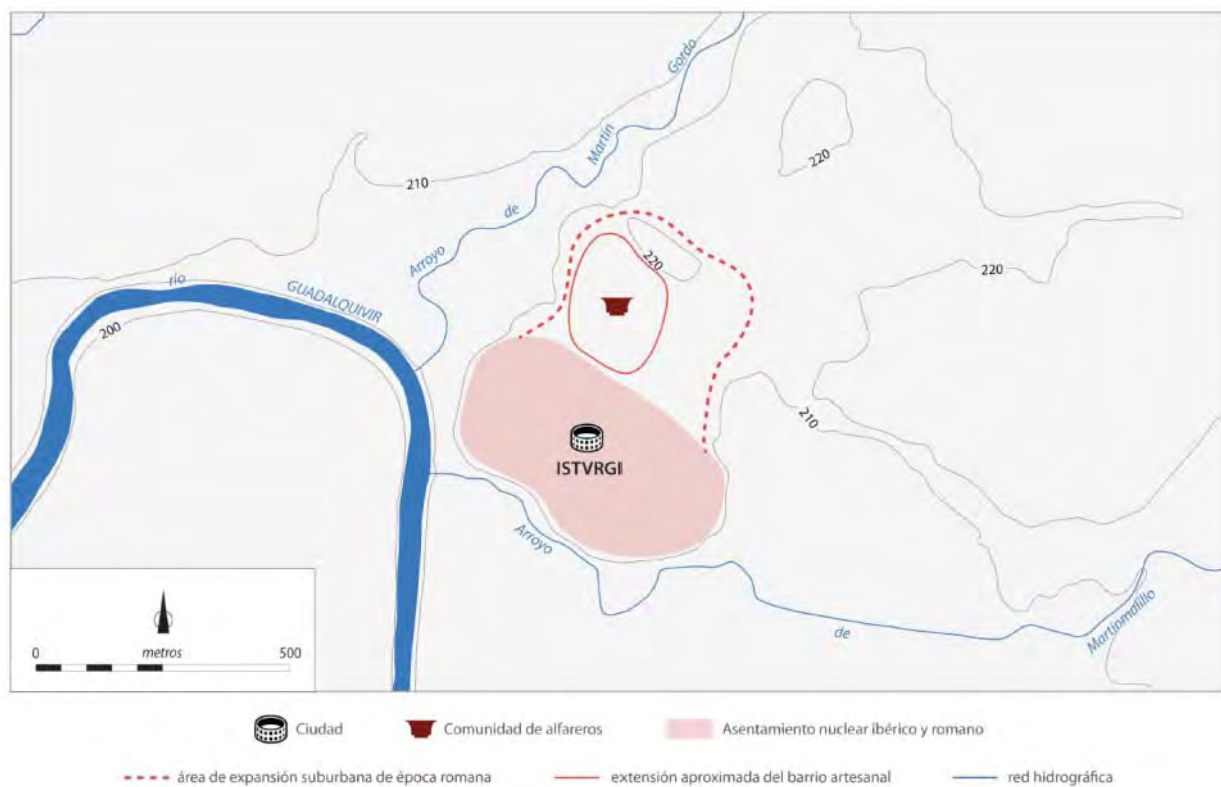 Gordo
Martín
de
Arroyo
210
220
220
220
río
GUADALQUIVIR
200
210
ISTVRGI
Arroyo
de
Martinmalillo
0 metros 500
Ciudad
Comunidad de alfareros
Asentamiento nuclear ibérico y romano
área de expansión suburbana de época romana
extensión aproximada del barrio artesanal
red hidrográfica